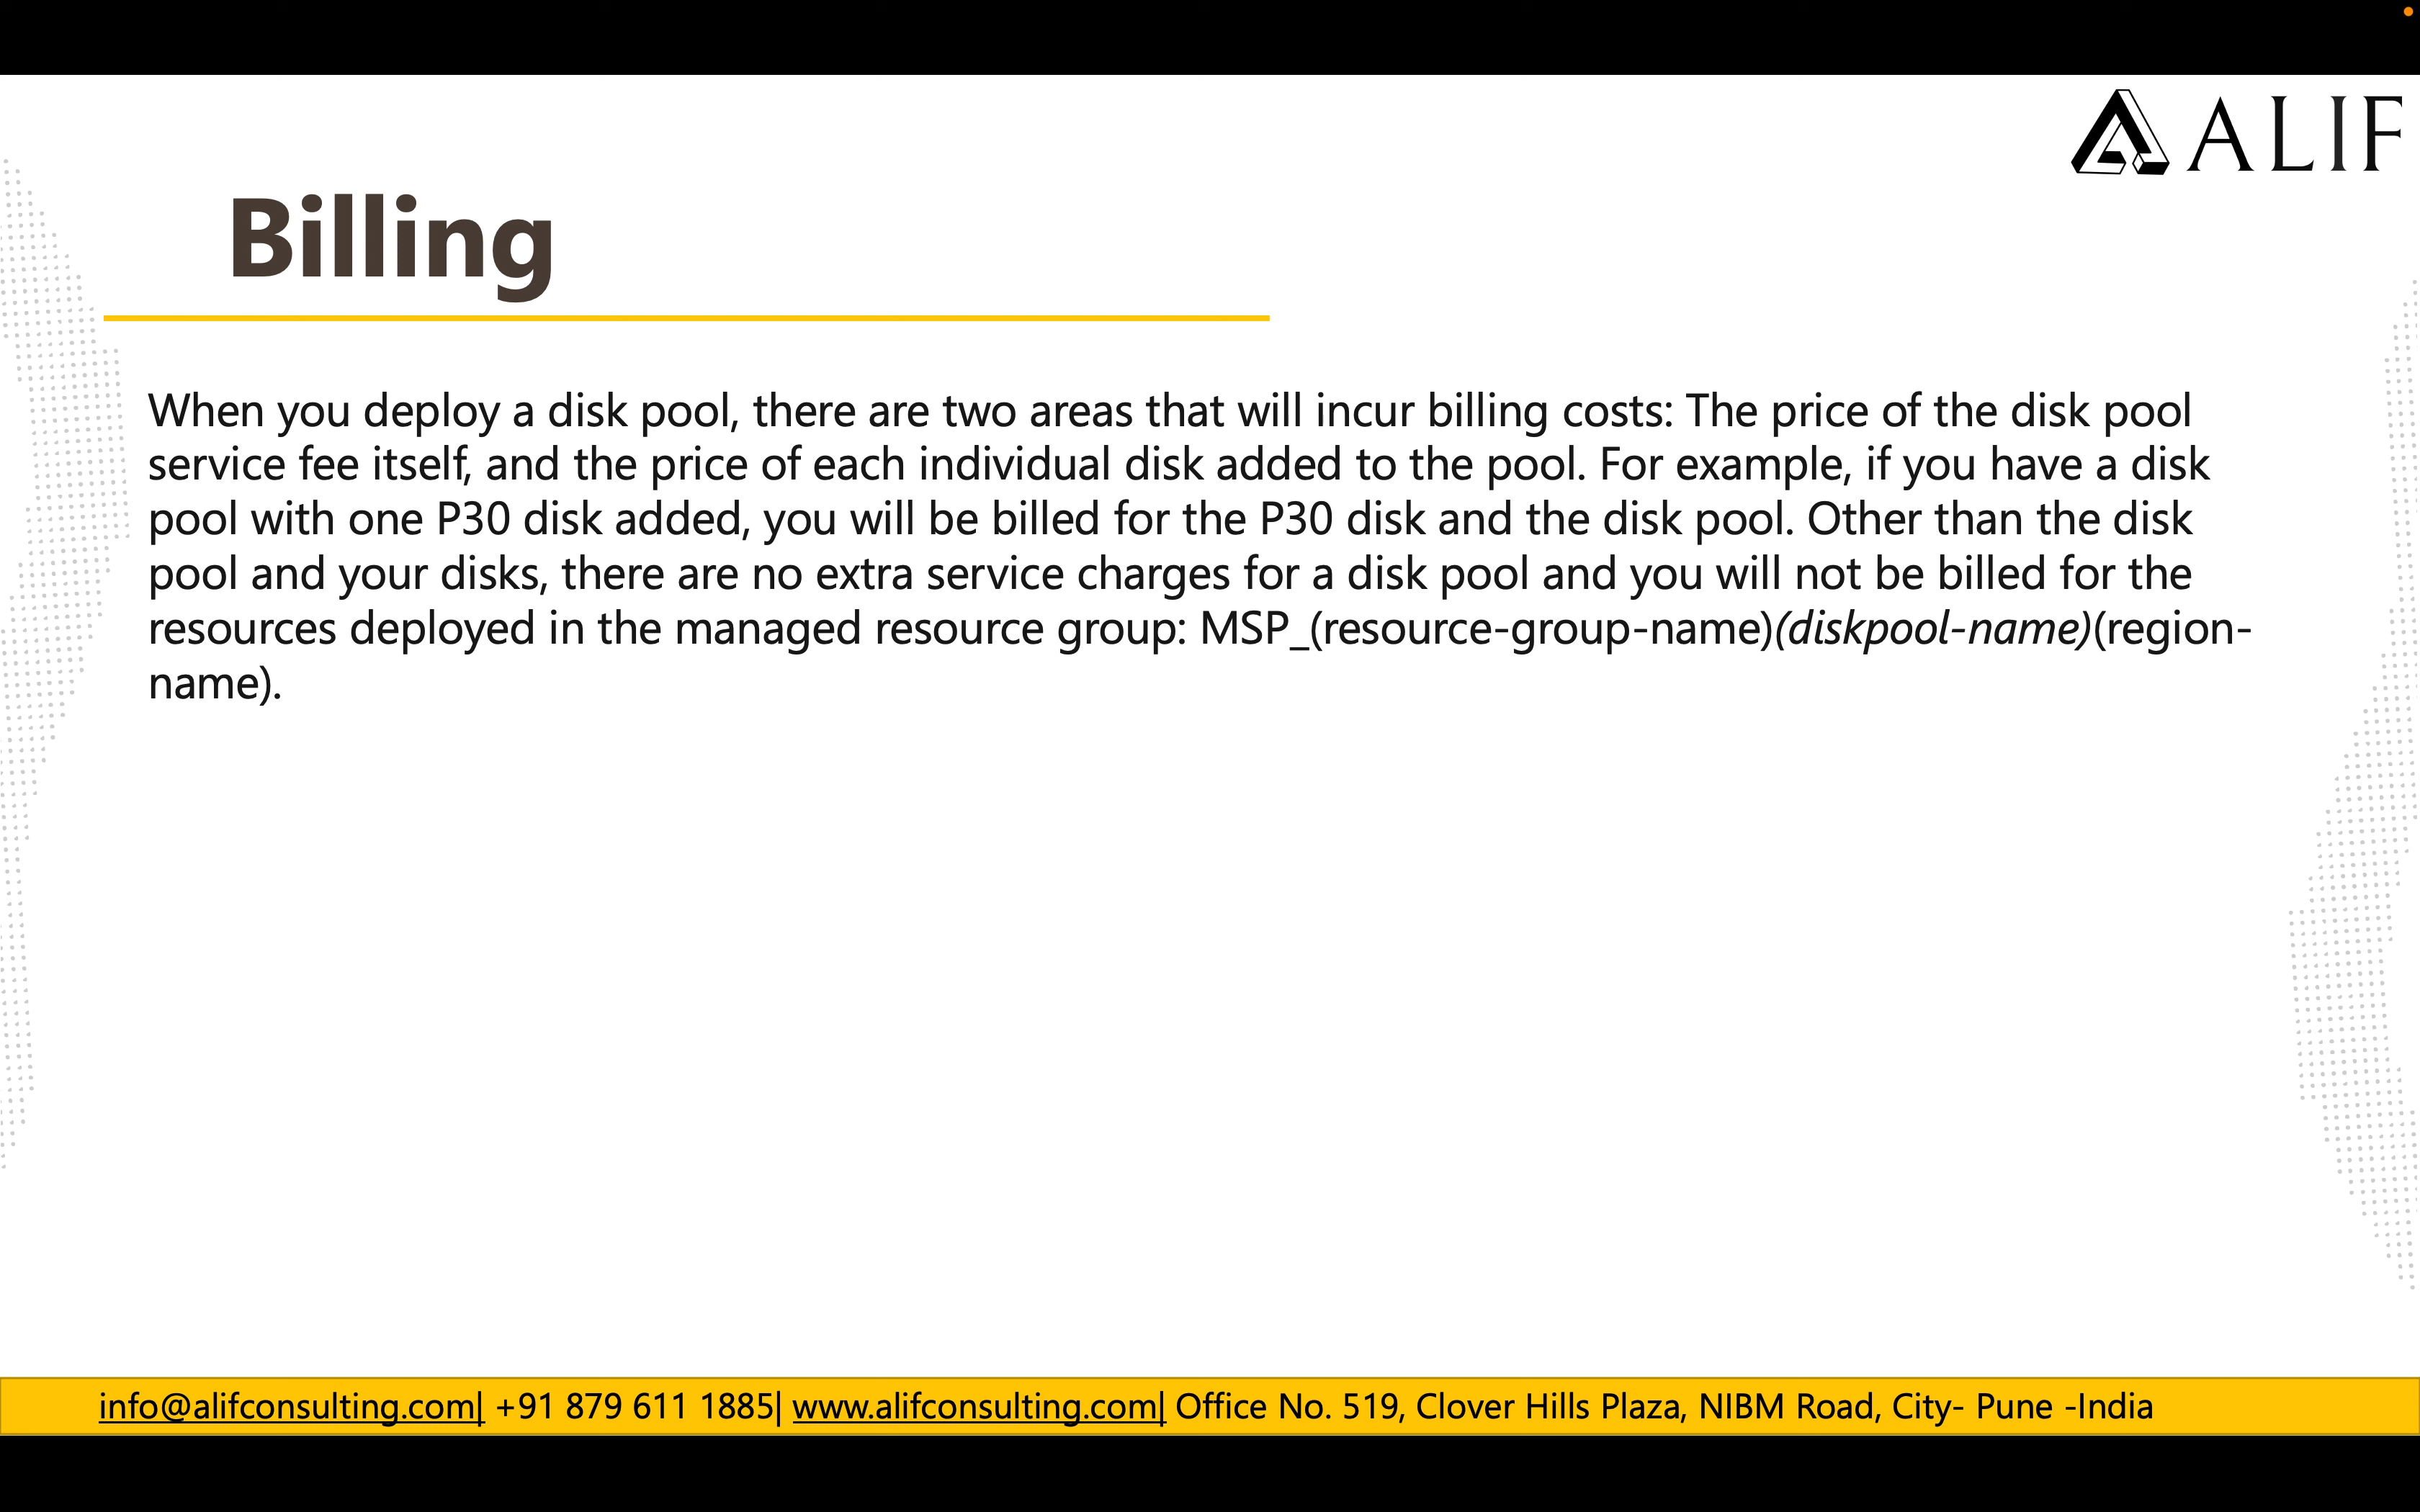 ALIF
Billing
When you deploy a disk pool, there are two areas that will incur billing costs: The price of the disk pool
service fee itself, and the price of each individual disk added to the pool. For example, if you have a disk
pool with one P30 disk added, you will be billed for the P30 disk and the disk pool. Other than the disk
pool and your disks, there are no extra service charges for a disk pool and you will not be billed for the
resources deployed in the managed resource group: MSP_(resource-group-name)(diskpool-name)(region-
name).
info@alifconsulting.com| +91 879 611 1885| www.alifconsulting.com| Office No. 519, Clover Hills Plaza, NIBM Road, City- Pune -India